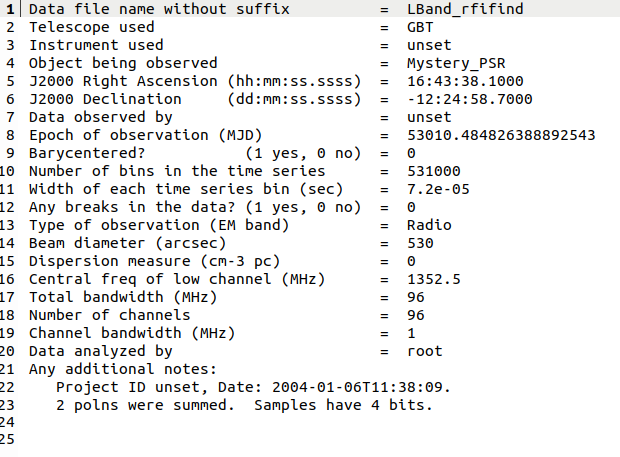 1 Data file name without suffix = LBand_rfifind
2 Telescope used = GBT
3 Instrument used = unset
4 Object being observed = Mystery_PSR
5 J2000 Right Ascension (hh:mm:ss.ssss) = 16:43:38.1000
6 J2000 Declination (dd:mm:ss.ssss) = -12:24:58.7000
7 Data observed by = unset
8 Epoch of observation (MJD) = 53010.484826388892543
9 Barycentered? (1 yes, 0 no) = 0
10 Number of bins in the time series = 531000
11 Width of each time series bin (sec) = 7.2e-05
12 Any breaks in the data? (1 yes, 0 no) = 0
13 Type of observation (EM band) = Radio
14 Beam diameter (arcsec) = 530
15 Dispersion measure (cm-3 pc) = 0
16 Central freq of low channel (MHz) = 1352.5
17 Total bandwidth (MHz) = 96
18 Number of channels = 96
19 Channel bandwidth (MHz) = 1
20 Data analyzed by = root
21 Any additional notes:
22 Project ID unset, Date: 2004-01-06T11:38:09.
23 2 polns were summed. Samples have 4 bits.
24
25